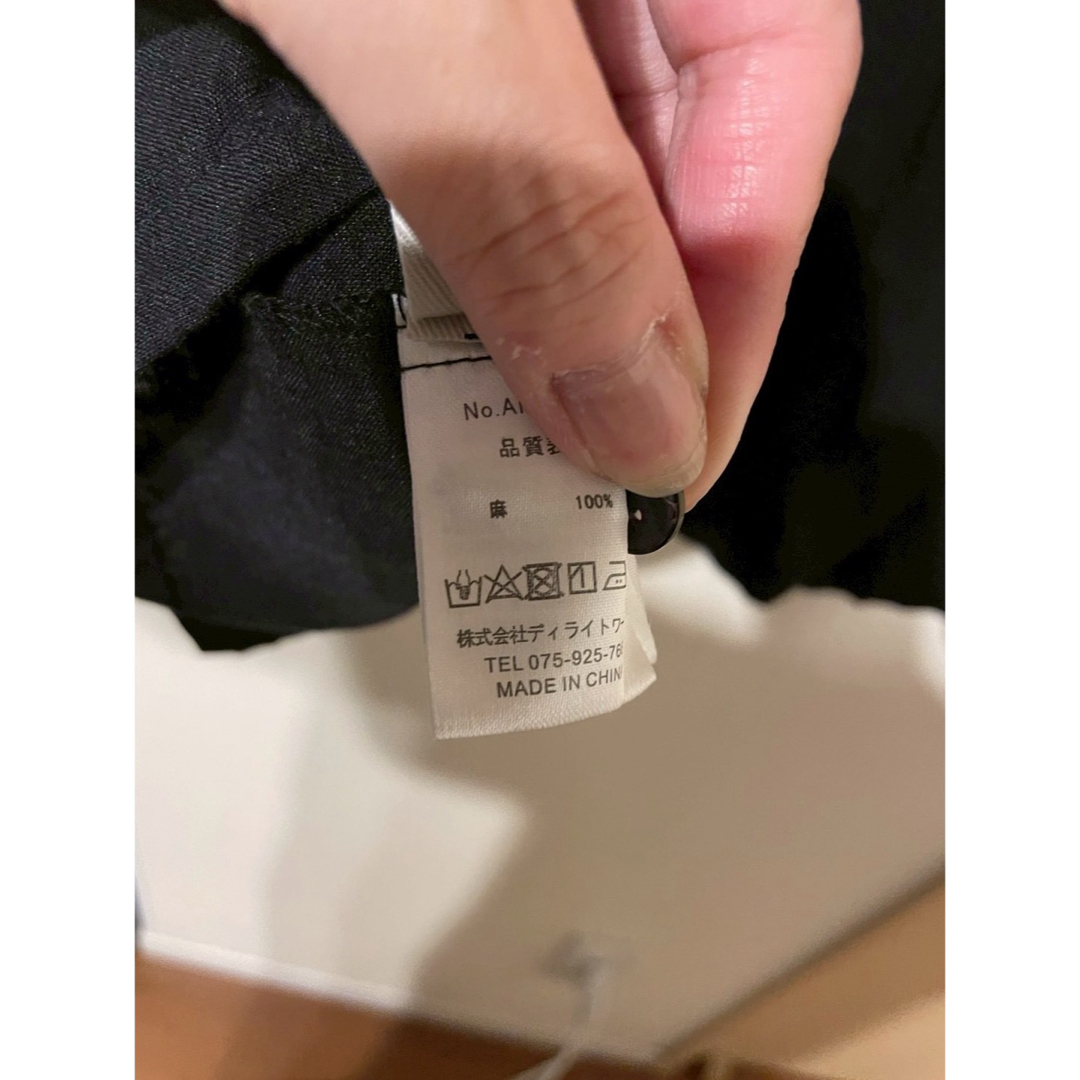 No.
品質
麻 100%
株式会社ディライトワ
TEL 075-925-76
MADE IN CHIN